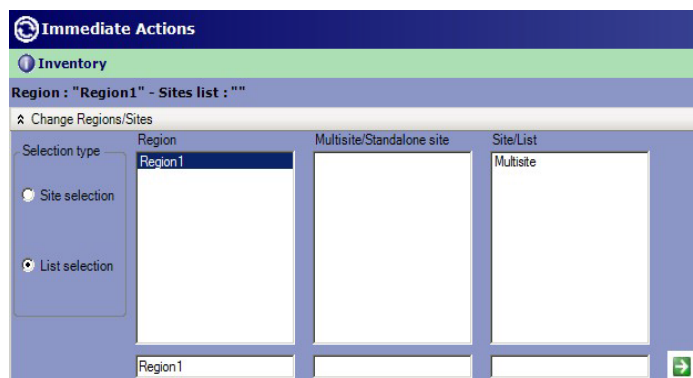 Immediate Actions
Inventory
Region : "Region1" - Sites list : ""
Change Regions/Sites
Selection type
Region
Multisite/Standalone site
Site/List
Region1
Multisite
Site selection
List selection
Region1